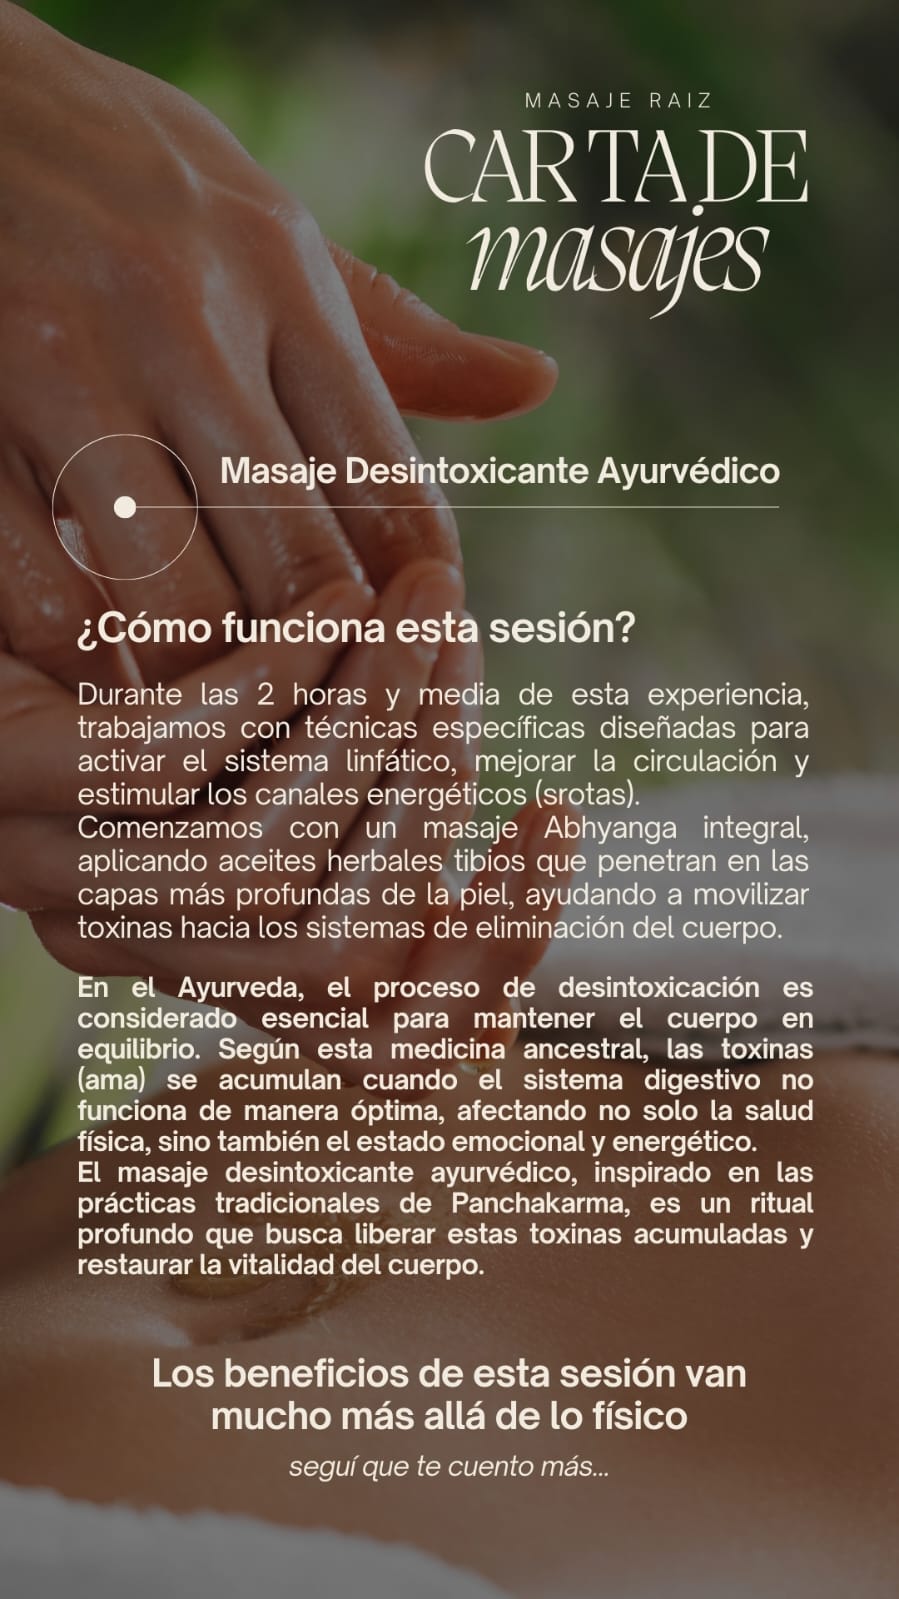 MASAJE RAIZ
CARTA DE
masajes
Masaje Desintoxicante Ayurvédico
¿Cómo funciona esta sesión?
Durante las 2 horas y media de esta experiencia,
trabajamos con técnicas específicas diseñadas para
activar el sistema linfático, mejorar la circulación y
estimular los canales energéticos (srotas).
Comenzamos con un masaje Abhyanga integral,
aplicando aceites herbales tibios que penetran en las
capas más profundas de la piel, ayudando a movilizar
toxinas hacia los sistemas de eliminación del cuerpo.
En el Ayurveda, el proceso de desintoxicación es
considerado esencial para mantener el cuerpo en
equilibrio. Según esta medicina ancestral, las toxinas
(ama) se acumulan cuando el sistema digestivo no
funciona de manera óptima, afectando no solo la salud
física, sino también el estado emocional y energético.
El masaje desintoxicante ayurvédico, inspirado en las
prácticas tradicionales de Panchakarma, es un ritual
profundo que busca liberar estas toxinas acumuladas y
restaurar la vitalidad del cuerpo.
Los beneficios de esta sesión van
mucho más allá de lo físico
seguí que te cuento más...